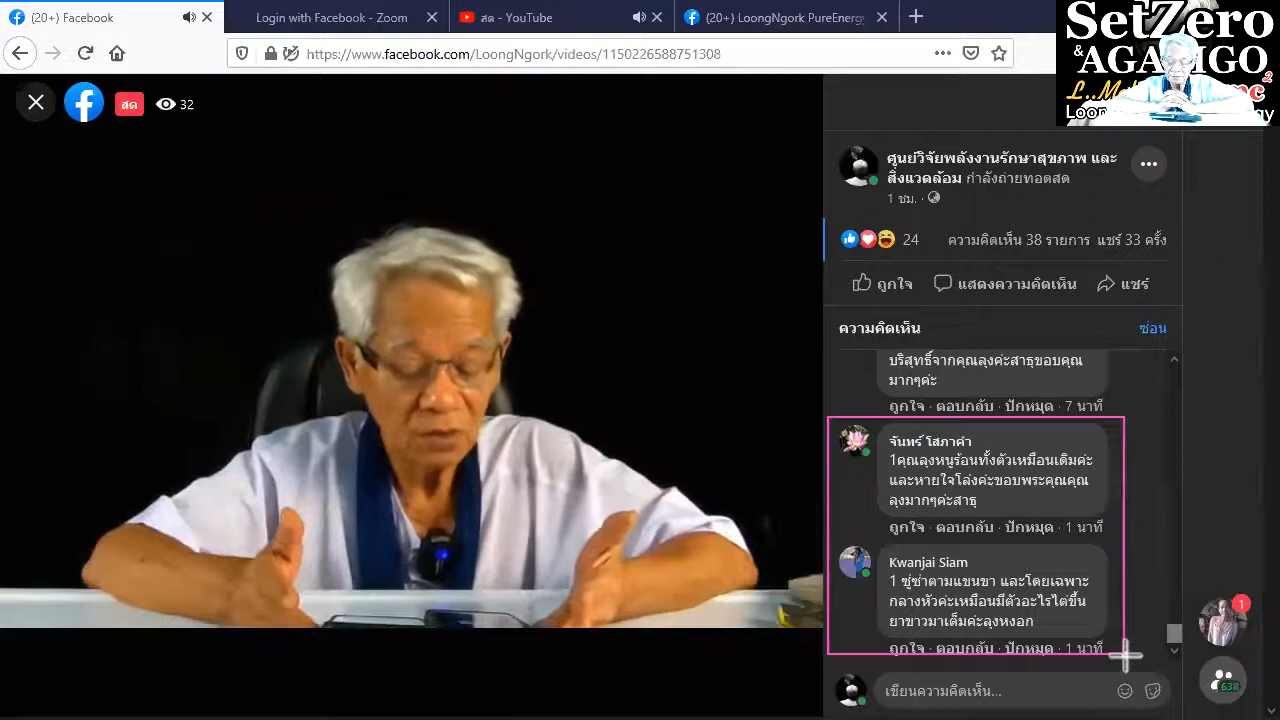 (20+) Facebook
Login with Facebook - Zoom
สด - YouTube
(20+) LoongNgork PureEnergy
https://www.facebook.com/LoongNgork/videos/1150226588751308
SetZero
& AGALIGO
สด
32
ศูนย์วิจัยพลังงานรักษาสุขภาพ และ
สิ่งแวดล้อม กำลังถ่ายทอดสด
1 ชม.
24 ความคิดเห็น 38 รายการ แชร์ 33 ครั้ง
ถูกใจ แสดงความคิดเห็น แชร์
ความคิดเห็น ซ่อน
บริสุทธิ์จากคุณลุงค่ะสาธุขอบคุณ
มากๆค่ะ
ถูกใจ · ตอบกลับ · ปักหมุด · 7 นาที
จันทร์ โสภาคำ
1คุณลุงหนูร้อนทั้งตัวเหมือนเดิมค่ะ
และหายใจโล่งค่ะขอบพระคุณคุณ
ลุงมากๆค่ะสาธุ
ถูกใจ · ตอบกลับ · ปักหมุด · 1 นาที
Kwanjai Siam
1 ซู่ซ่าตามแขนขา และโดยเฉพาะ
กลางหัวค่ะเหมือนมีตัวอะไรไต่ขึ้น
ยาขาวมาเต็มค่ะลุงหงอก
ถูกใจ · ตอบกลับ · ปักหมุด · 1 นาที
1
เขียนความคิดเห็น...